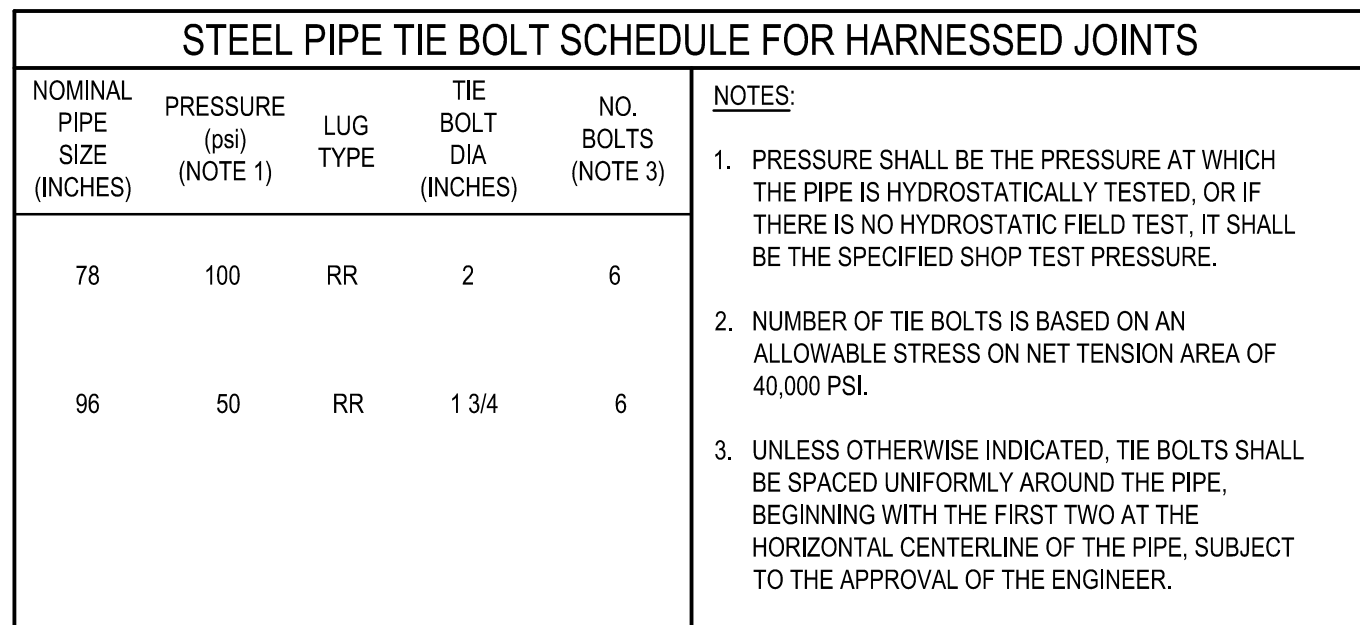 STEEL PIPE TIE BOLT SCHEDULE FOR HARNESSED JOINTS
NOMINAL
PIPE
SIZE
(INCHES)
PRESSURE
(psi)
(NOTE 1)
LUG
TYPE
TIE
BOLT
DIA
(INCHES)
NO.
BOLTS
(NOTE 3)
78 100 RR 2 6
96 50 RR 1 3/4 6
NOTES:
1. PRESSURE SHALL BE THE PRESSURE AT WHICH
THE PIPE IS HYDROSTATICALLY TESTED, OR IF
THERE IS NO HYDROSTATIC FIELD TEST, IT SHALL
BE THE SPECIFIED SHOP TEST PRESSURE.
2. NUMBER OF TIE BOLTS IS BASED ON AN
ALLOWABLE STRESS ON NET TENSION AREA OF
40,000 PSI.
3. UNLESS OTHERWISE INDICATED, TIE BOLTS SHALL
BE SPACED UNIFORMLY AROUND THE PIPE,
BEGINNING WITH THE FIRST TWO AT THE
HORIZONTAL CENTERLINE OF THE PIPE, SUBJECT
TO THE APPROVAL OF THE ENGINEER.